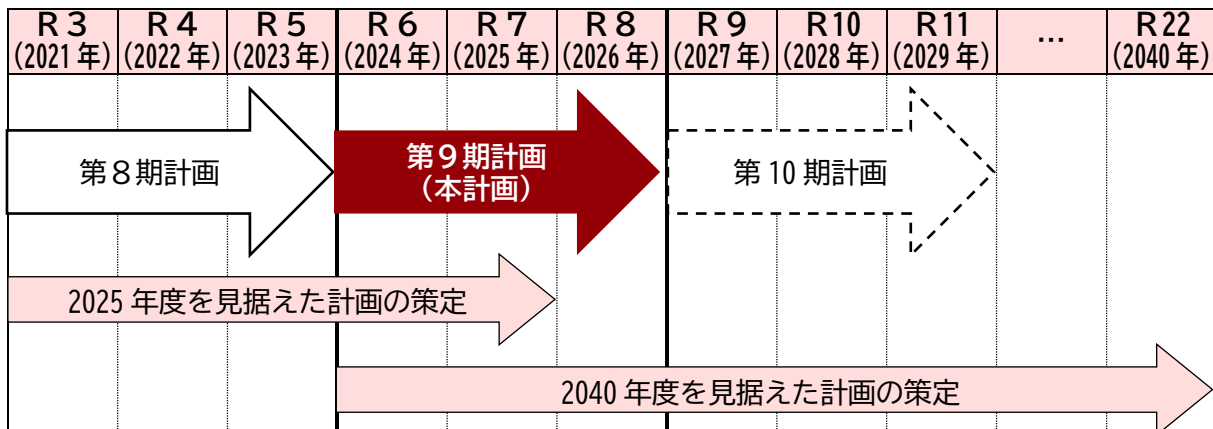 R３ R４ R５ R６ R７ R８ R９ R10 R11 … R22
(2021年) (2022年) (2023年) (2024年) (2025年) (2026年) (2027年) (2028年) (2029年) (2040年)
第８期計画
第９期計画
（本計画）
第10期計画
2025年度を見据えた計画の策定
2040年度を見据えた計画の策定